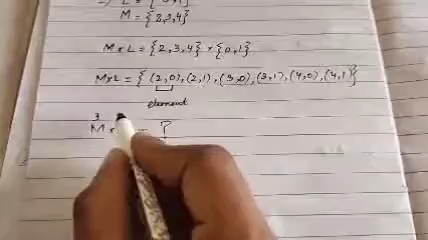 M = {2,3,4}
M×L = {2,3,4} × {0,1}
M×L = { (2,0), (2,1), (3,0), (3,1), (4,0), (4,1) }
element
3
M ?